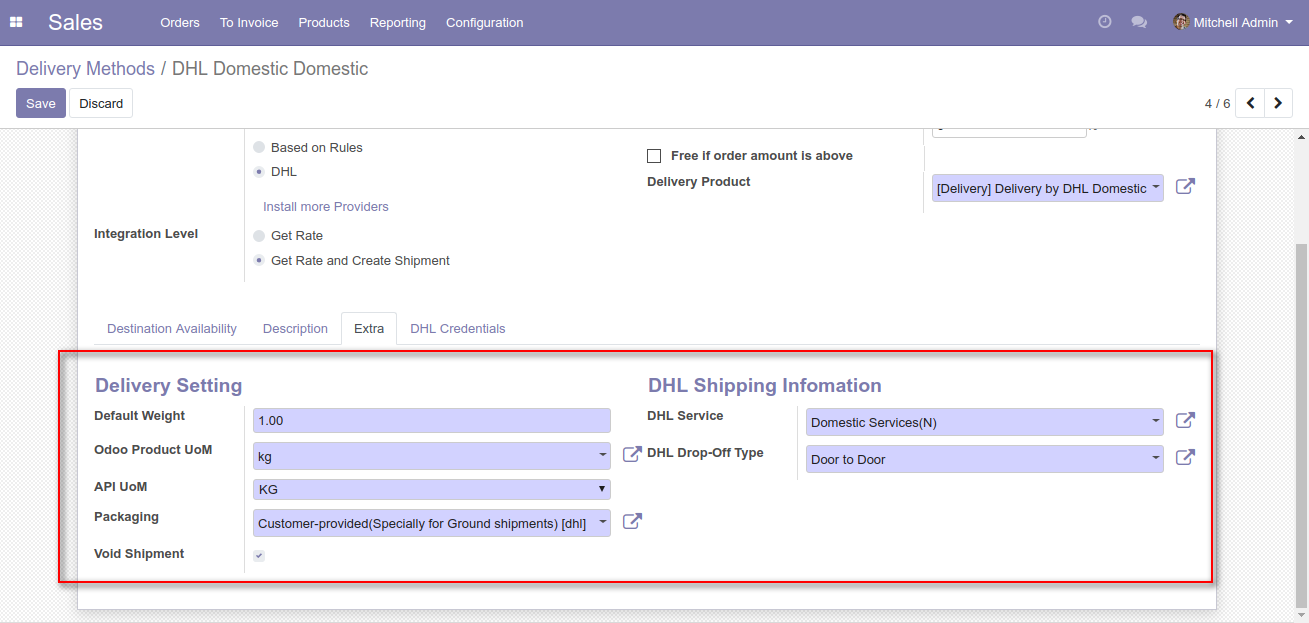 Sales Orders To Invoice Products Reporting Configuration Mitchell Admin
Delivery Methods / DHL Domestic Domestic
Save Discard 4 / 6
Based on Rules
DHL
Install more Providers
Free if order amount is above
Delivery Product [Delivery] Delivery by DHL Domestic
Integration Level
Get Rate
Get Rate and Create Shipment
Destination Availability Description Extra DHL Credentials
Delivery Setting
Default Weight 1.00
Odoo Product UoM kg
API UoM KG
Packaging Customer-provided(Specially for Ground shipments) [dhl]
Void Shipment
DHL Shipping Infomation
DHL Service Domestic Services(N)
DHL Drop-Off Type Door to Door